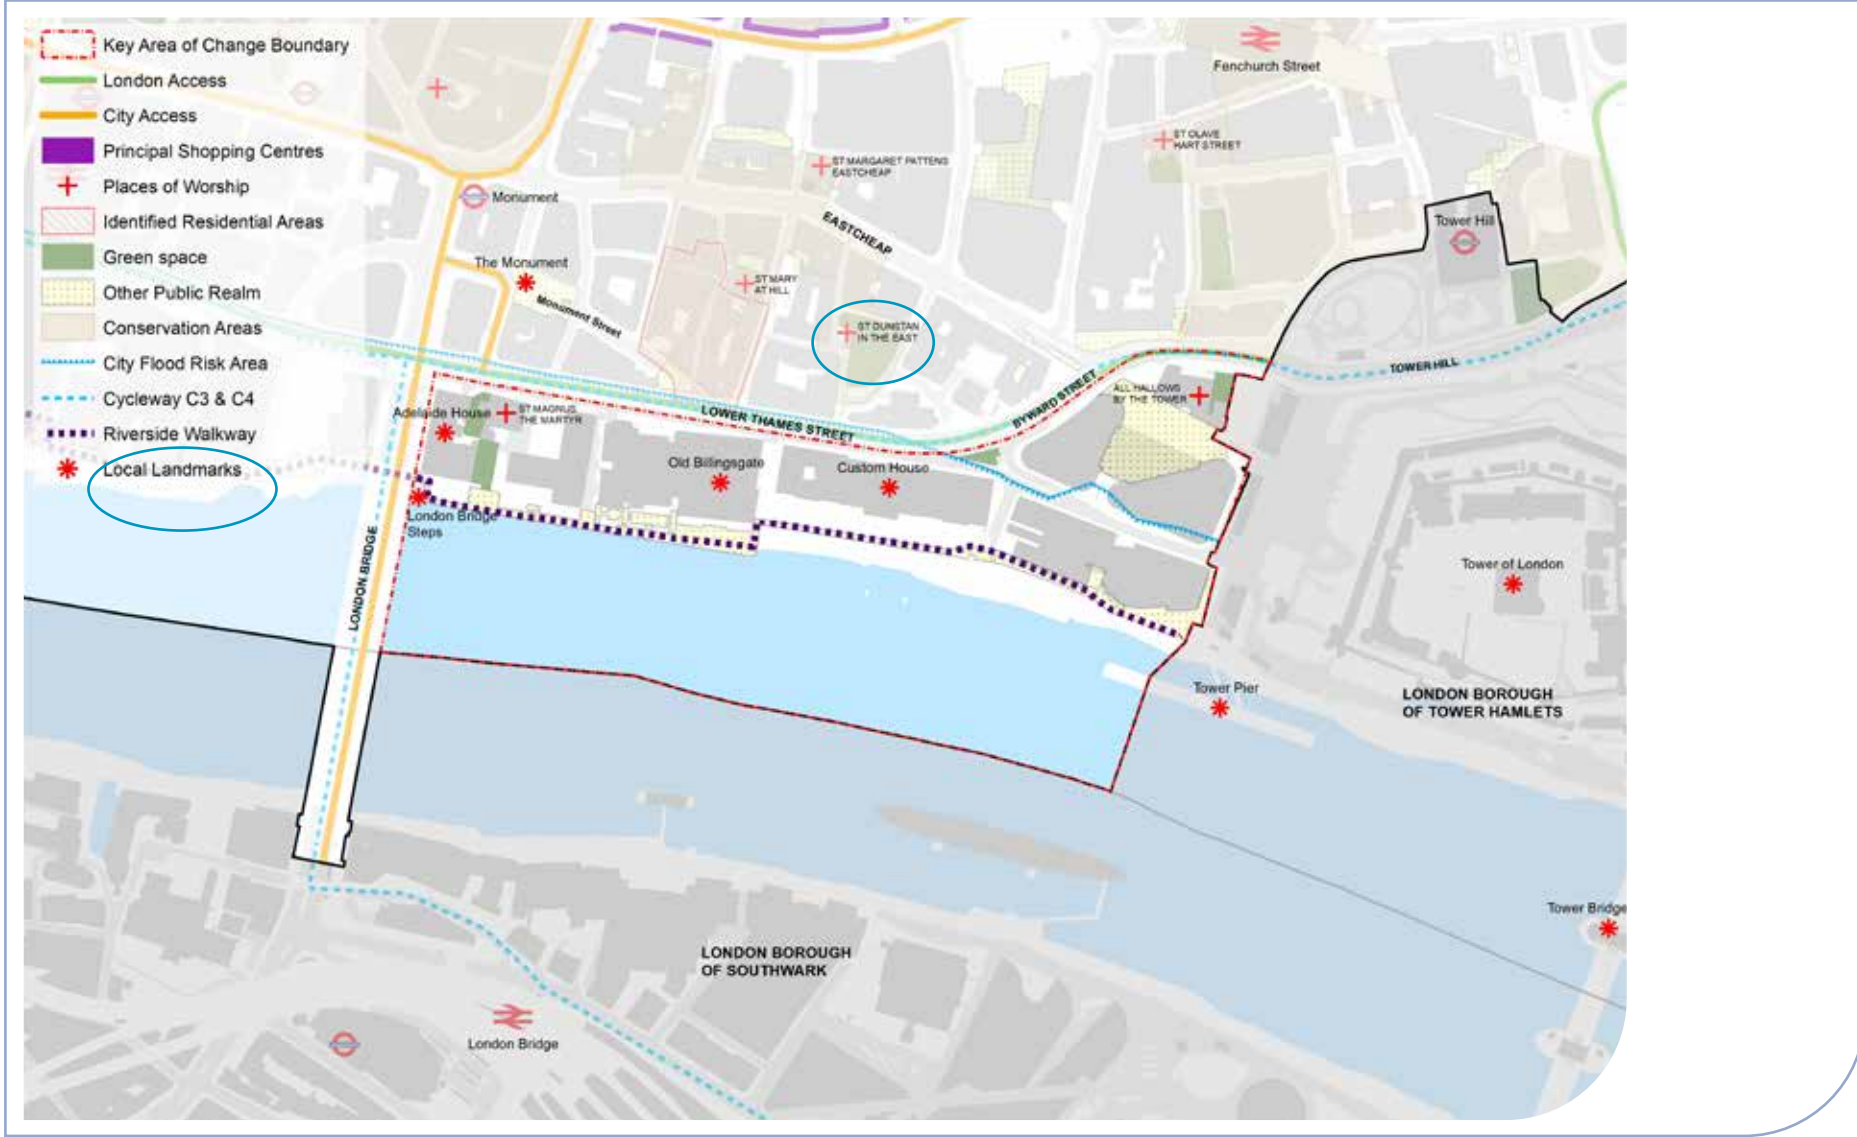 Key Area of Change Boundary
London Access
City Access
Principal Shopping Centres
Places of Worship
Identified Residential Areas
Green space
Other Public Realm
Conservation Areas
City Flood Risk Area
Cycleway C3 & C4
Riverside Walkway
Local Landmarks
Fenchurch Street
ST OLAVE
HART STREET
ST MARGARET PATTENS
EASTCHEAP
Monument
EASTCHEAP
Tower Hill
The Monument
ST MARY
AT HILL
Monument Street
ST DUNSTAN
IN THE EAST
TOWER HILL
BYWARD STREET
ALL HALLOWS
BY THE TOWER
Adelaide House
ST MAGNUS
THE MARTYR
LOWER THAMES STREET
Old Billingsgate
Custom House
London Bridge
Steps
LONDON BRIDGE
Tower of London
Tower Pier
LONDON BOROUGH
OF TOWER HAMLETS
Tower Bridge
LONDON BOROUGH
OF SOUTHWARK
London Bridge